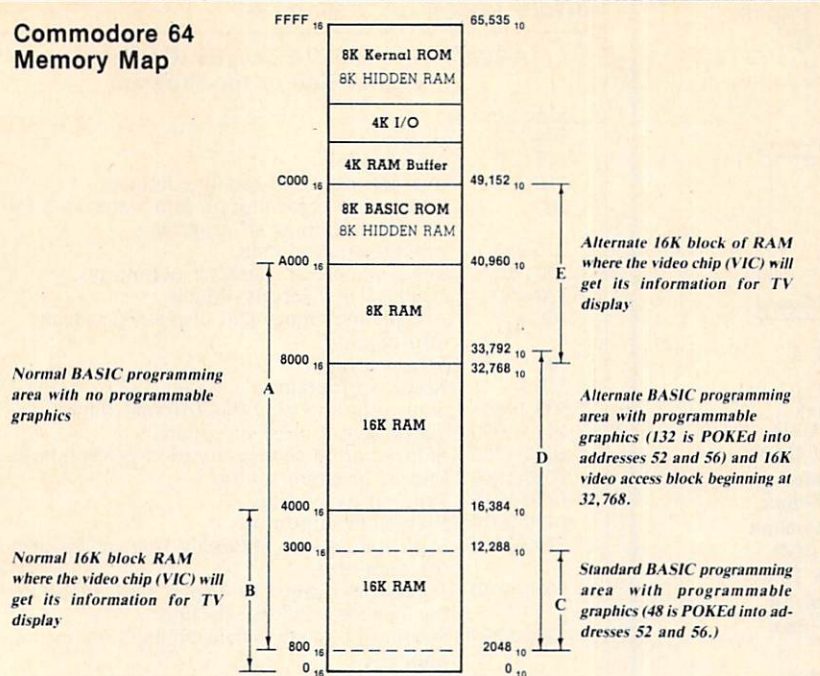 Commodore 64
Memory Map
FFFF 16
65,535 10
8K Kernal ROM
8K HIDDEN RAM
4K I/O
4K RAM Buffer
C000 16
49,152 10
8K BASIC ROM
8K HIDDEN RAM
A000 16
40,960 10
E
Alternate 16K block of RAM
where the video chip (VIC) will
get its information for TV
display
8K RAM
33,792 10
8000 16
32,768 10
Normal BASIC programming
area with no programmable
graphics
A
16K RAM
D
Alternate BASIC programming
area with programmable
graphics (132 is POKEd into
addresses 52 and 56) and 16K
video access block beginning at
32,768.
4000 16
16,384 10
3000 16
12,288 10
Normal 16K block RAM
where the video chip (VIC) will
get its information for TV
display
B
16K RAM
C
Standard BASIC programming
area with programmable
graphics (48 is POKEd into ad-
dresses 52 and 56.)
800 16
2048 10
0 16
0 10